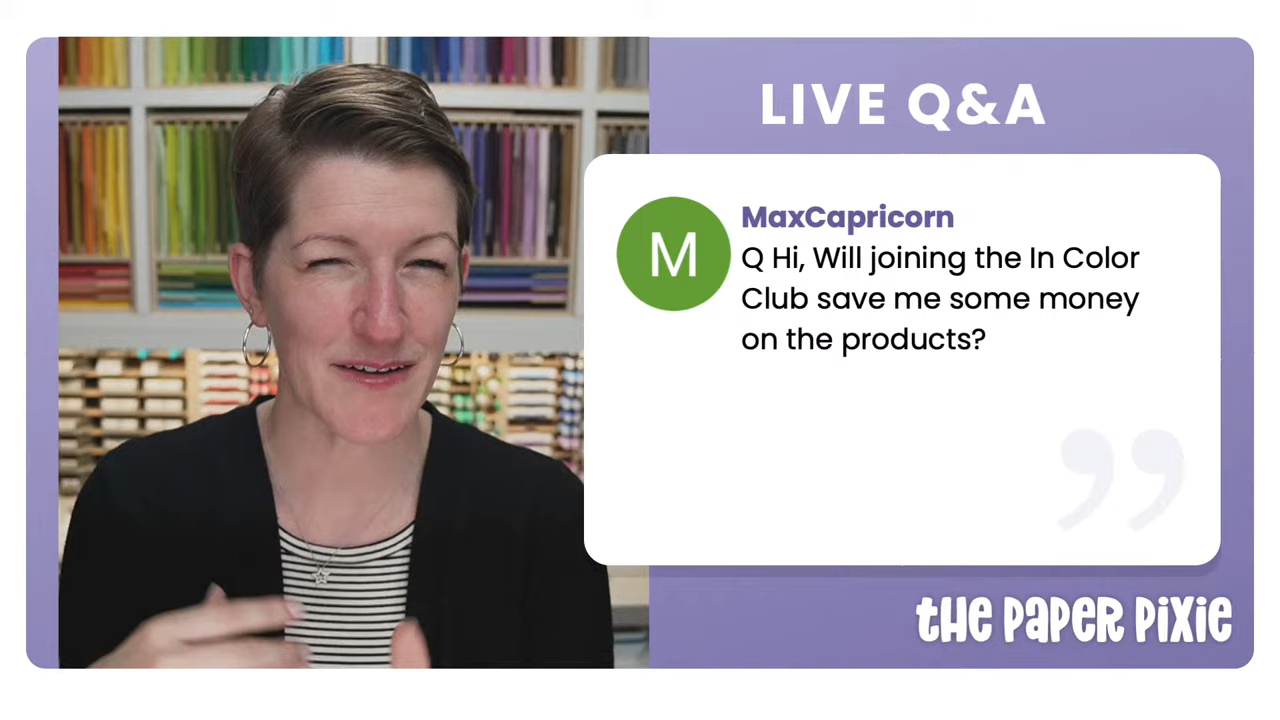 LIVE Q&A
M
MaxCapricorn
Q Hi, Will joining the In Color
Club save me some money
on the products?
the PaPer PiXie